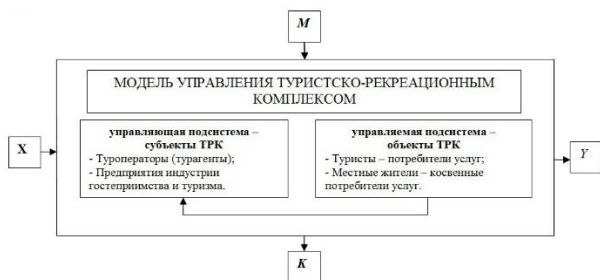 M
МОДЕЛЬ УПРАВЛЕНИЯ ТУРИСТСКО-РЕКРЕАЦИОННЫМ
КОМПЛЕКСОМ
X
управляющая подсистема –
субъекты ТРК
- Туроператоры (турагенты);
- Предприятия индустрии
гостеприимства и туризма.
управляемая подсистема –
объекты ТРК
- Туристы – потребители услуг;
- Местные жители – косвенные
потребители услуг.
Y
K